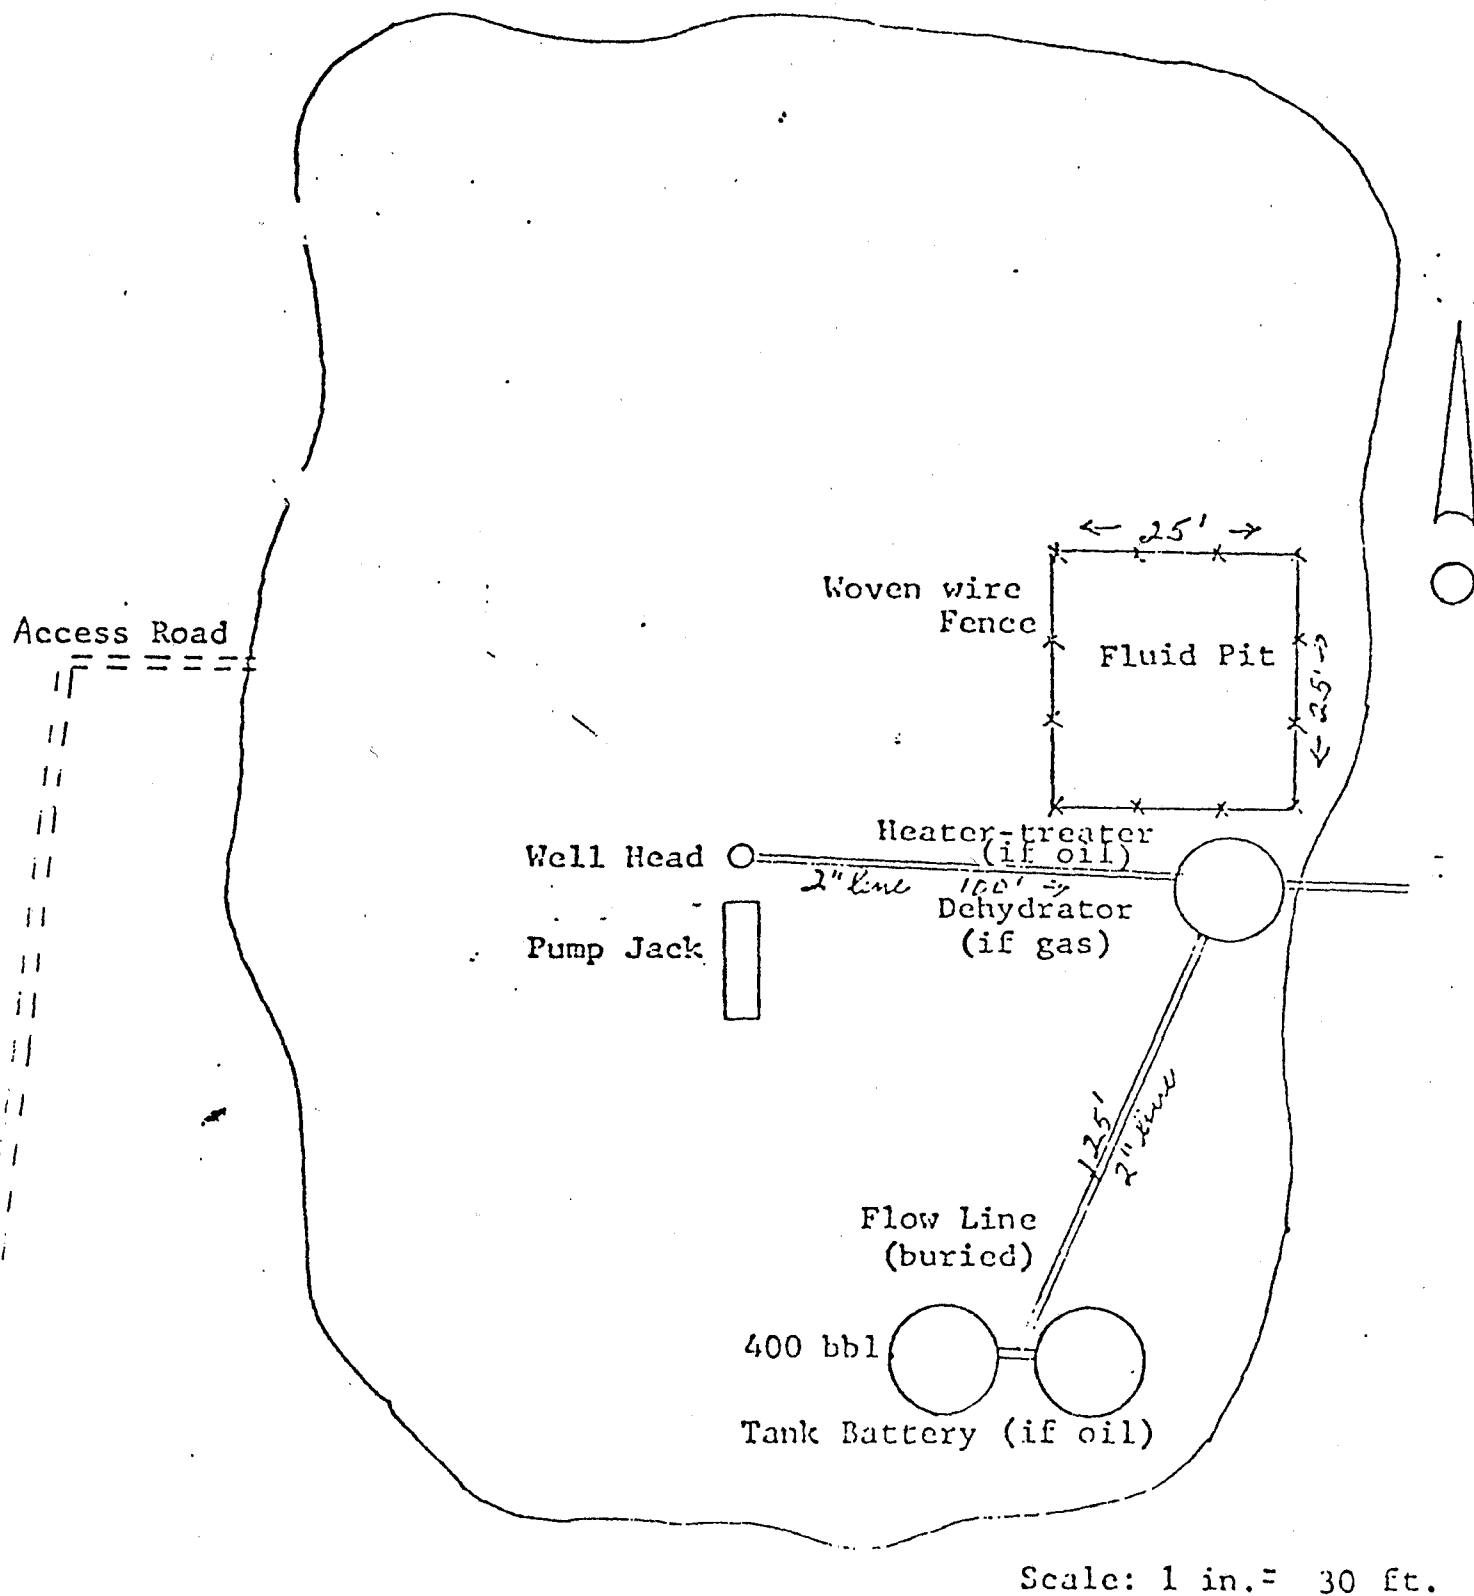 ← 25' →
Woven wire
Fence
Access Road
Fluid Pit
← 25' →
Heater-treater
(if oil)
Well Head
2" line 100' →
Dehydrator
(if gas)
Pump Jack
125'
2" line
Flow Line
(buried)
400 bbl
Tank Battery (if oil)
Scale: 1 in.= 30 ft.